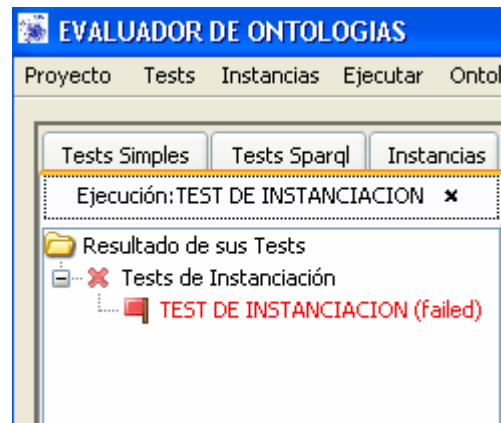 EVALUADOR DE ONTOLOGIAS
Proyecto Tests Instancias Ejecutar Ontol
Tests Simples Tests Sparql Instancias
Ejecución:TEST DE INSTANCIACION ×
Resultado de sus Tests
Tests de Instanciación
TEST DE INSTANCIACION (failed)